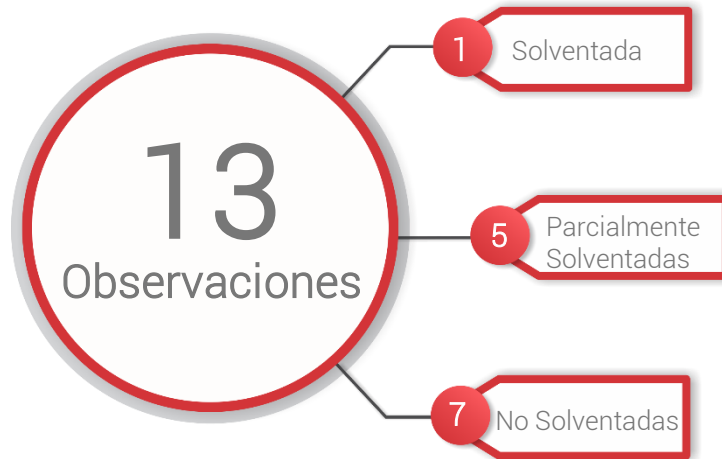 13
Observaciones
1
Solventada
5
Parcialmente
Solventadas
7
No Solventadas